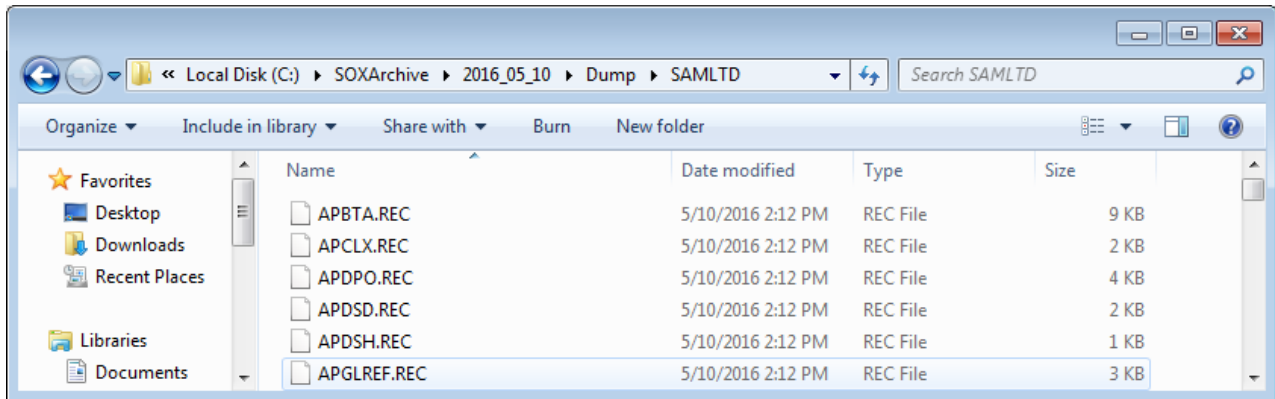 « Local Disk (C:) ▸ SOXArchive ▸ 2016_05_10 ▸ Dump ▸ SAMLTD Search SAMLTD
Organize Include in library Share with Burn New folder
Favorites Name Date modified Type Size
Desktop APBTA.REC 5/10/2016 2:12 PM REC File 9 KB
Downloads APCLX.REC 5/10/2016 2:12 PM REC File 2 KB
Recent Places APDPO.REC 5/10/2016 2:12 PM REC File 4 KB
APDSD.REC 5/10/2016 2:12 PM REC File 2 KB
Libraries APDSH.REC 5/10/2016 2:12 PM REC File 1 KB
Documents APGLREF.REC 5/10/2016 2:12 PM REC File 3 KB